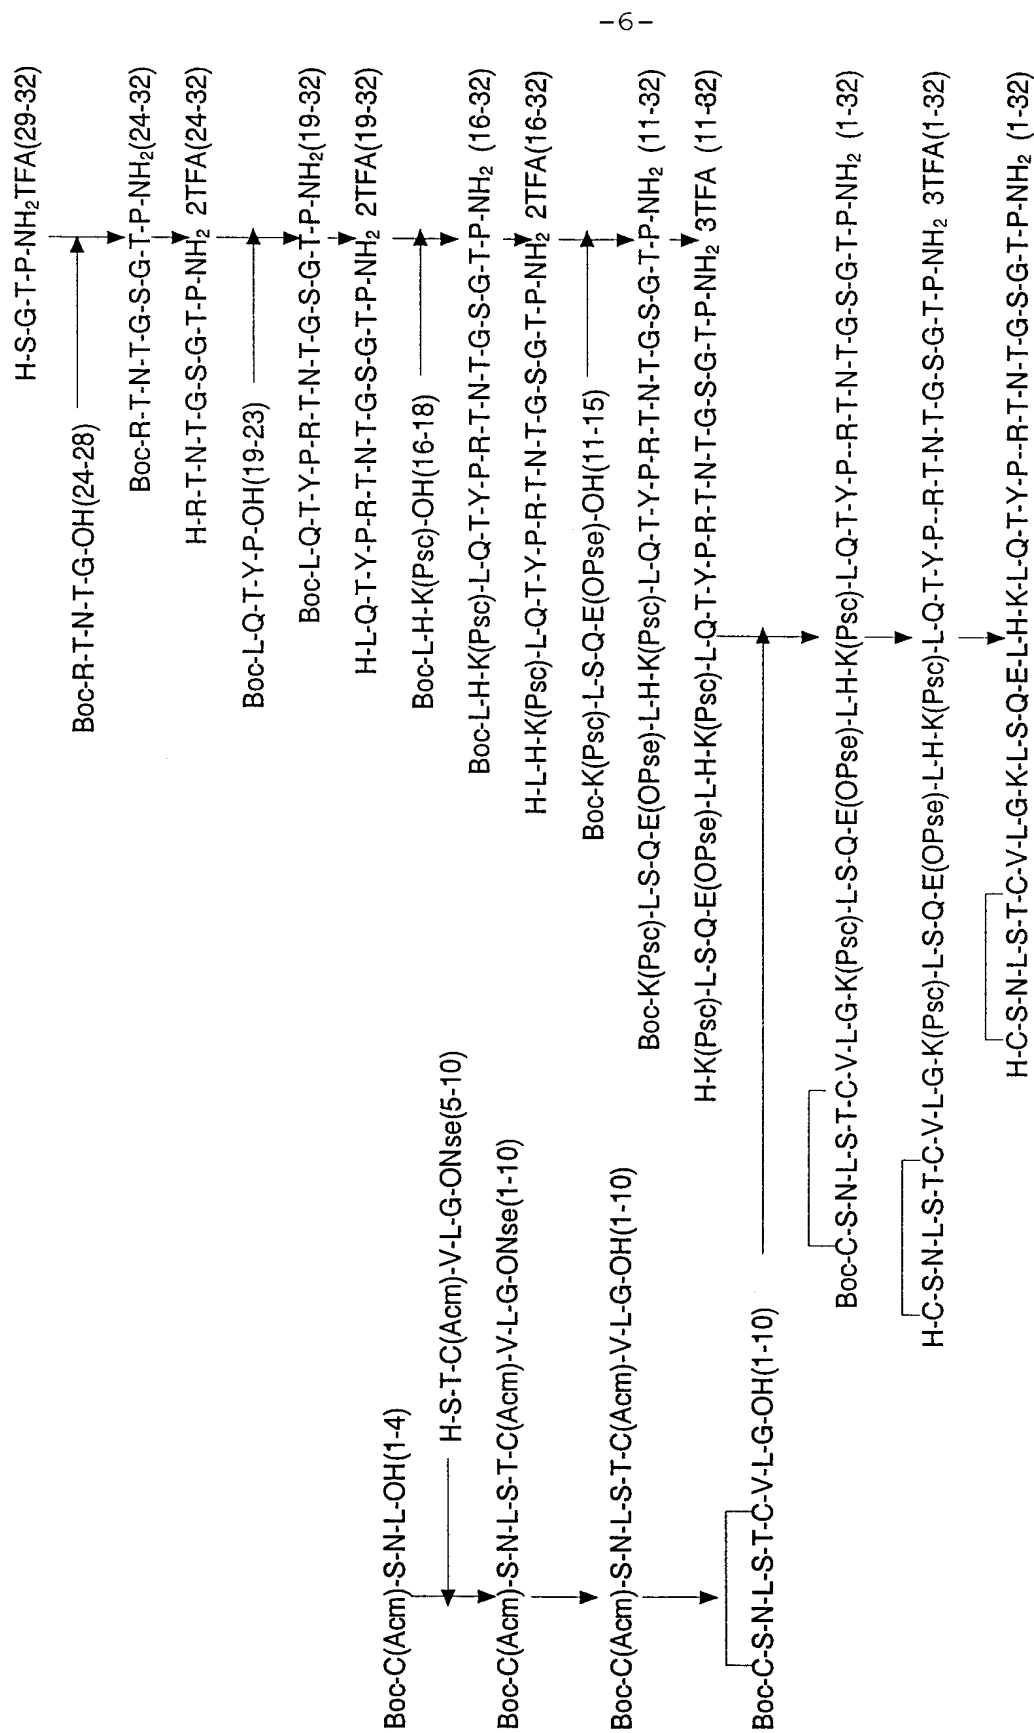 -6-
H-S-G-T-P-NH₂TFA(29-32)
Boc-R-T-N-T-G-OH(24-28)
Boc-R-T-N-T-G-S-G-T-P-NH₂(24-32)
H-R-T-N-T-G-S-G-T-P-NH₂ 2TFA(24-32)
Boc-L-Q-T-Y-P-OH(19-23)
Boc-L-Q-T-Y-P-R-T-N-T-G-S-G-T-P-NH₂(19-32)
H-L-Q-T-Y-P-R-T-N-T-G-S-G-T-P-NH₂ 2TFA(19-32)
Boc-L-H-K(Psc)-OH(16-18)
Boc-L-H-K(Psc)-L-Q-T-Y-P-R-T-N-T-G-S-G-T-P-NH₂ (16-32)
H-L-H-K(Psc)-L-Q-T-Y-P-R-T-N-T-G-S-G-T-P-NH₂ 2TFA(16-32)
Boc-K(Psc)-L-S-Q-E(OPse)-OH(11-15)
Boc-K(Psc)-L-S-Q-E(OPse)-L-H-K(Psc)-L-Q-T-Y-P-R-T-N-T-G-S-G-T-P-NH₂ (11-32)
H-K(Psc)-L-S-Q-E(OPse)-L-H-K(Psc)-L-Q-T-Y-P-R-T-N-T-G-S-G-T-P-NH₂ 3TFA (11-32)
Boc-C(Acm)-S-N-L-OH(1-4)
H-S-T-C(Acm)-V-L-G-ONse(5-10)
Boc-C(Acm)-S-N-L-S-T-C(Acm)-V-L-G-ONse(1-10)
Boc-C(Acm)-S-N-L-S-T-C(Acm)-V-L-G-OH(1-10)
Boc-C-S-N-L-S-T-C-V-L-G-OH(1-10)
Boc-C-S-N-L-S-T-C-V-L-G-K(Psc)-L-S-Q-E(OPse)-L-H-K(Psc)-L-Q-T-Y-P--R-T-N-T-G-S-G-T-P-NH₂ (1-32)
H-C-S-N-L-S-T-C-V-L-G-K(Psc)-L-S-Q-E(OPse)-L-H-K(Psc)-L-Q-T-Y-P--R-T-N-T-G-S-G-T-P-NH₂ 3TFA(1-32)
H-C-S-N-L-S-T-C-V-L-G-K-L-S-Q-E-L-H-K-L-Q-T-Y-P--R-T-N-T-G-S-G-T-P-NH₂ (1-32)